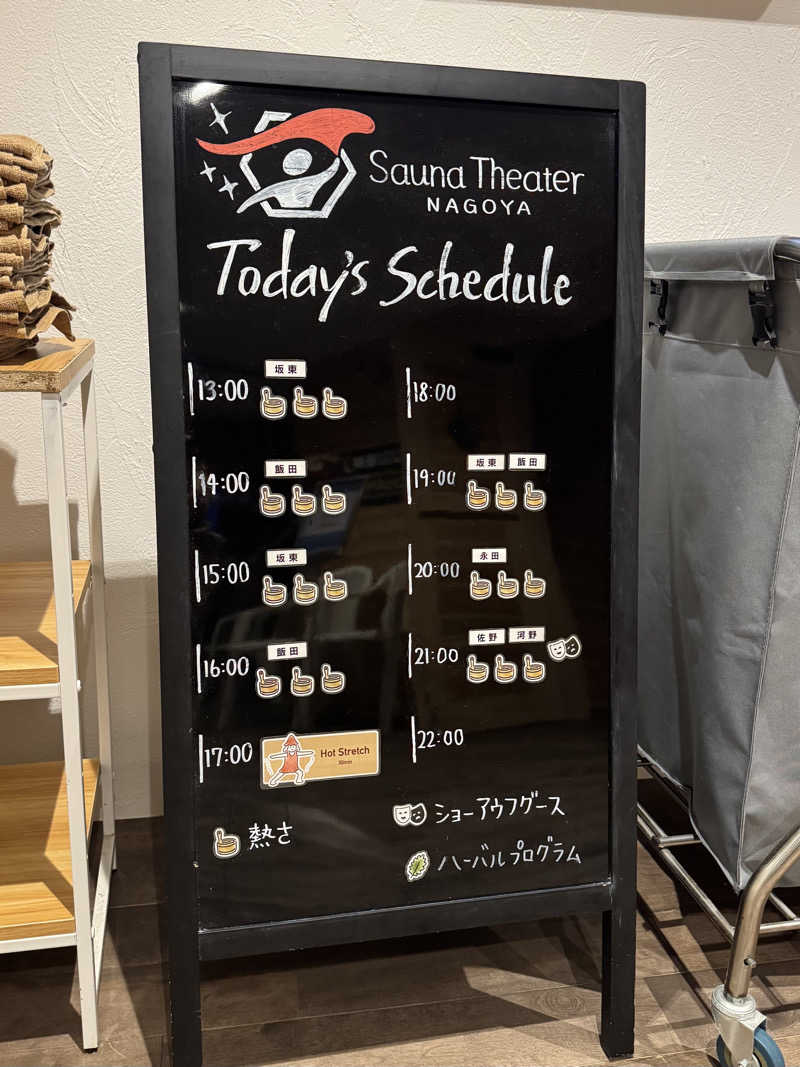 Sauna Theater
NAGOYA
Today's Schedule
坂東
13:00
飯田
14:00
坂東
15:00
飯田
16:00
17:00
Hot Stretch
30min
18:00
坂東 飯田
19:00
永田
20:00
佐野 河野
21:00
22:00
熱さ
ショーアウフグース
ハーバルプログラム